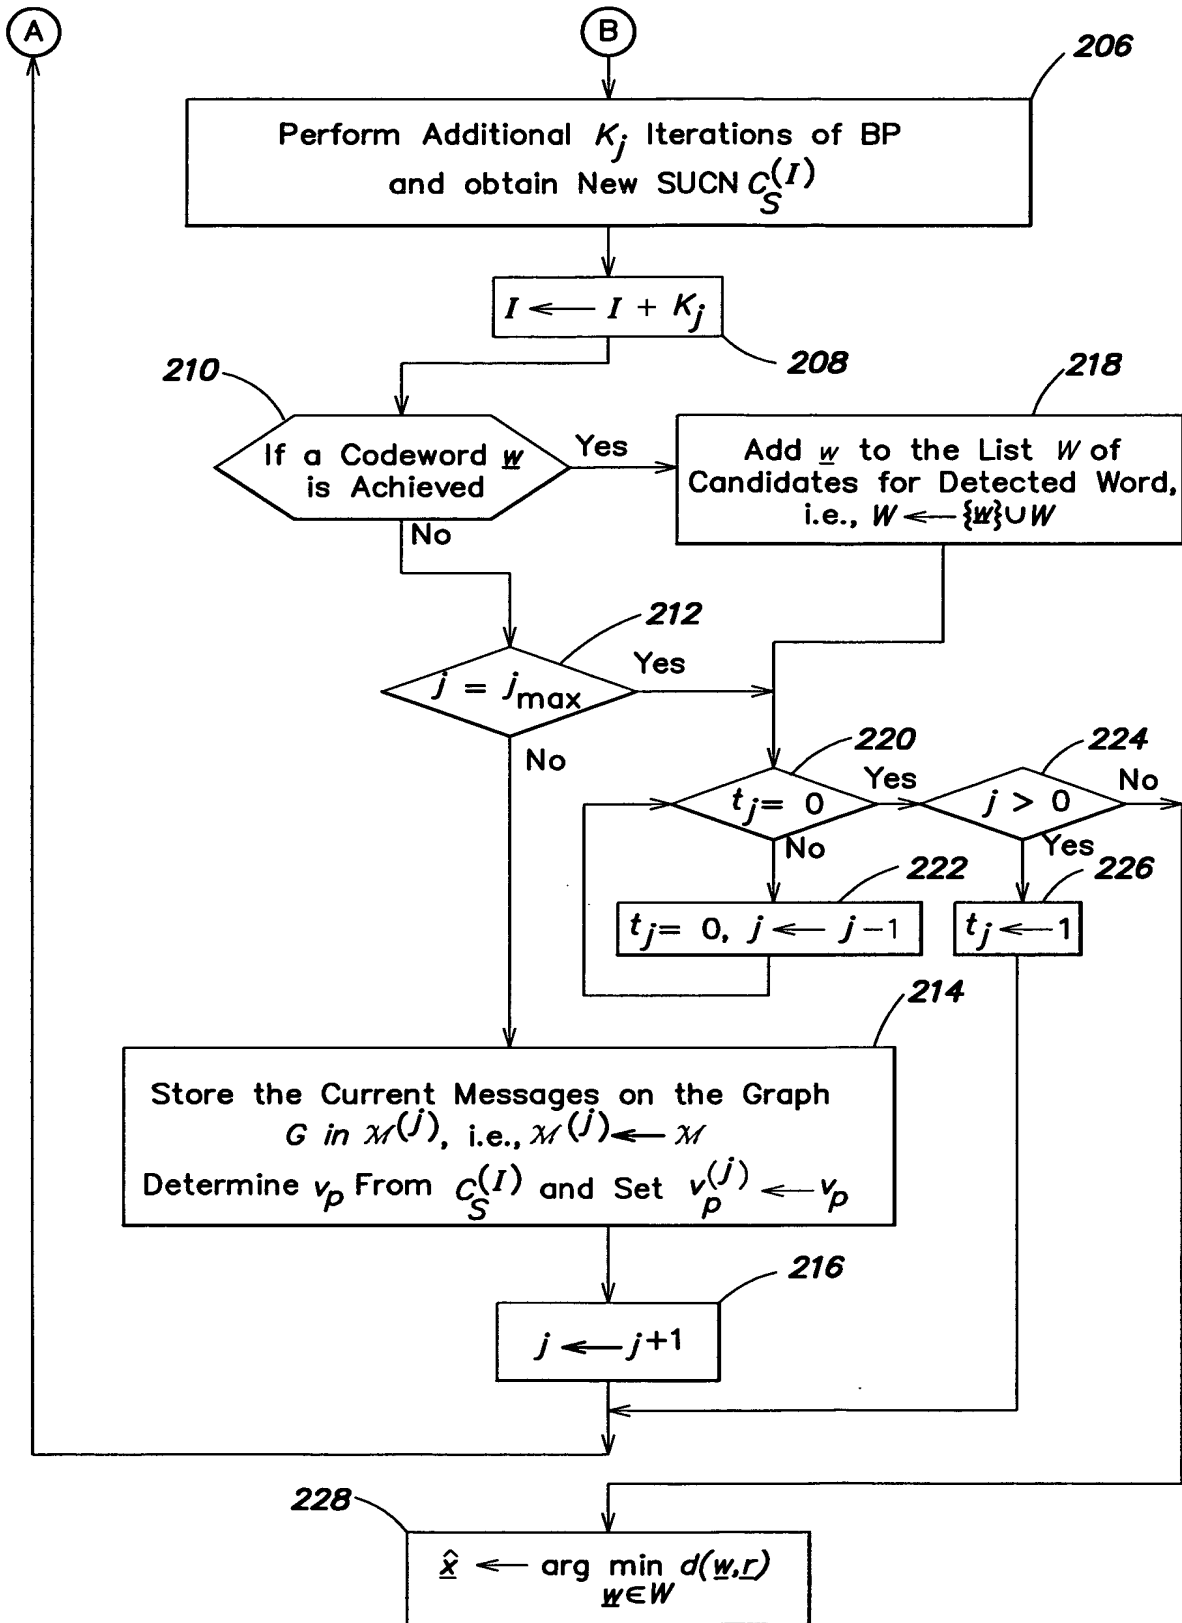 A
B
206
Perform Additional K_j Iterations of BP
and obtain New SUCN C_S^(I)
I ← I + K_j
208
210
218
If a Codeword w
is Achieved
Yes
No
Add w to the List W of
Candidates for Detected Word,
i.e., W ← {w}∪W
212
j = j_max
Yes
No
220
224
t_j = 0
Yes
j > 0
No
No
Yes
222
226
t_j = 0, j ← j-1
t_j ← 1
214
Store the Current Messages on the Graph
G in ℳ^(j), i.e., ℳ^(j) ← ℳ
Determine v_p From C_S^(I) and Set v_p^(j) ← v_p
216
j ← j+1
228
x̂ ← arg min d(w,r)
w∈W